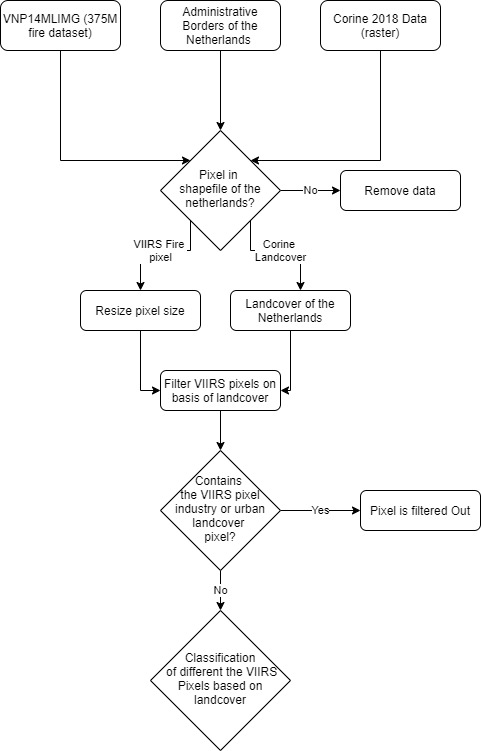 VNP14MLIMG (375M
fire dataset)
Administrative
Borders of the
Netherlands
Corine 2018 Data
(raster)
Pixel in
shapefile of the
netherlands?
No
Remove data
VIIRS Fire
pixel
Corine
Landcover
Resize pixel size
Landcover of the
Netherlands
Filter VIIRS pixels on
basis of landcover
Contains
the VIIRS pixel
industry or urban
landcover
pixel?
Yes
Pixel is filtered Out
No
Classification
of different the VIIRS
Pixels based on
landcover